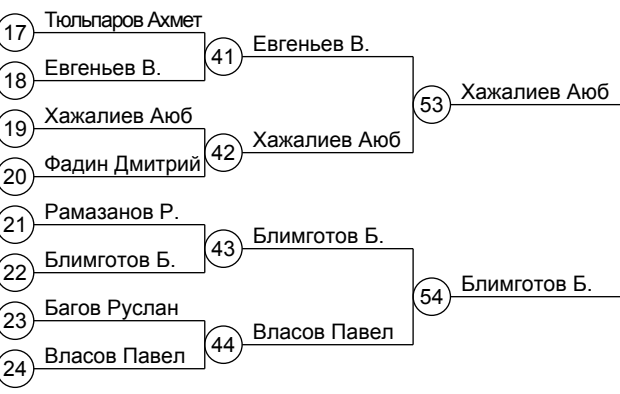 17 Тюльпаров Ахмет
41 Евгеньев В.
18 Евгеньев В.
53 Хажалиев Аюб
19 Хажалиев Аюб
42 Хажалиев Аюб
20 Фадин Дмитрий
21 Рамазанов Р.
43 Блимготов Б.
22 Блимготов Б.
54 Блимготов Б.
23 Багов Руслан
44 Власов Павел
24 Власов Павел